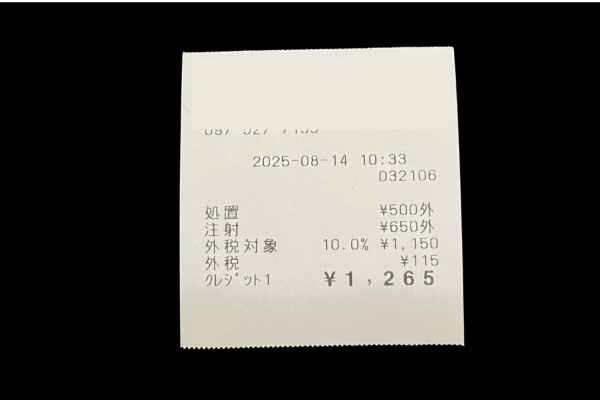 2025-08-14 10:33
032106
処置 ¥500外
注射 ¥650外
外税対象 10.0% ¥1,150
外税 ¥115
ｸﾚｼﾞｯﾄ1 ¥1,265